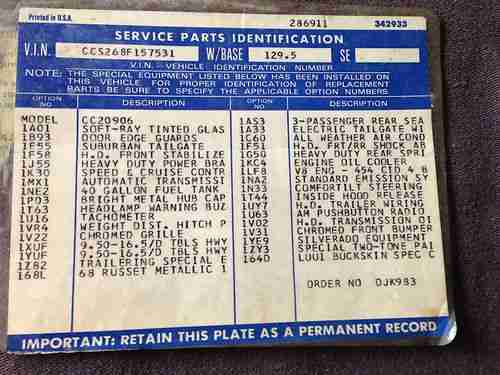 Printed in U.S.A. 286911 342933
SERVICE PARTS IDENTIFICATION
V.I.N. CCS268F157531 W/BASE 129.5 SE
V.I.N. - VEHICLE IDENTIFICATION NUMBER
NOTE: THE SPECIAL EQUIPMENT LISTED BELOW HAS BEEN INSTALLED ON
THIS VEHICLE FOR PROPER IDENTIFICATION OF REPLACEMENT
PARTS BE SURE TO SPECIFY THE APPLICABLE OPTION NUMBERS
OPTION NO DESCRIPTION OPTION NO DESCRIPTION
MODEL CC20906
1A01 SOFT-RAY TINTED GLAS
1B93 DOOR EDGE GUARDS
1E55 SUBURBAN TAILGATE
1F58 H.D. FRONT STABILIZE
1J55 HEAVY DUTY POWER BRA
1K30 SPEED & CRUISE CONTR
1MX1 AUTOMATIC TRANSMISSI
1NE2 40 GALLON FUEL TANK
1P03 BRIGHT METAL HUB CAP
1T63 HEADLAMP WARNING BUZ
1U16 TACHOMETER
1VR4 WEIGHT DIST. HITCH P
1V22 CHROMED GRILLE
1XUF 9.50-16.5/D TBLS HWY
1YUF 9.50-16.5/D TBLS HWY
1Z82 TRAILERING SPECIAL E
168L 68 RUSSET METALLIC 1
1AS3 3-PASSENGER REAR SEA
1A33 ELECTRIC TAILGATE WI
1C60 ALL WEATHER AIR COND
1F51 H.D. FRT/RR SHOCK AB
1G50 HEAVY DUTY REAR SPRI
1KC4 ENGINE OIL COOLER
1LF8 V8 ENG - 454 CID 4 B
1NA2 STANDARD EMISSION SY
1N33 COMFORTILT STEERING
1T44 INSIDE HOOD RELEASE
1UY7 H.D. TRAILER WIRING
1U63 AM PUSHBUTTON RADIO
1V02 H.D. TRANSMISSION OI
1V31 CHROMED FRONT BUMPER
1YE9 SILVERADO EQUIPMENT
1ZY3 SPECIAL TWO-TONE PAI
164D BUCKSKIN SPEC C
ORDER NO DJK983
IMPORTANT: RETAIN THIS PLATE AS A PERMANENT RECORD